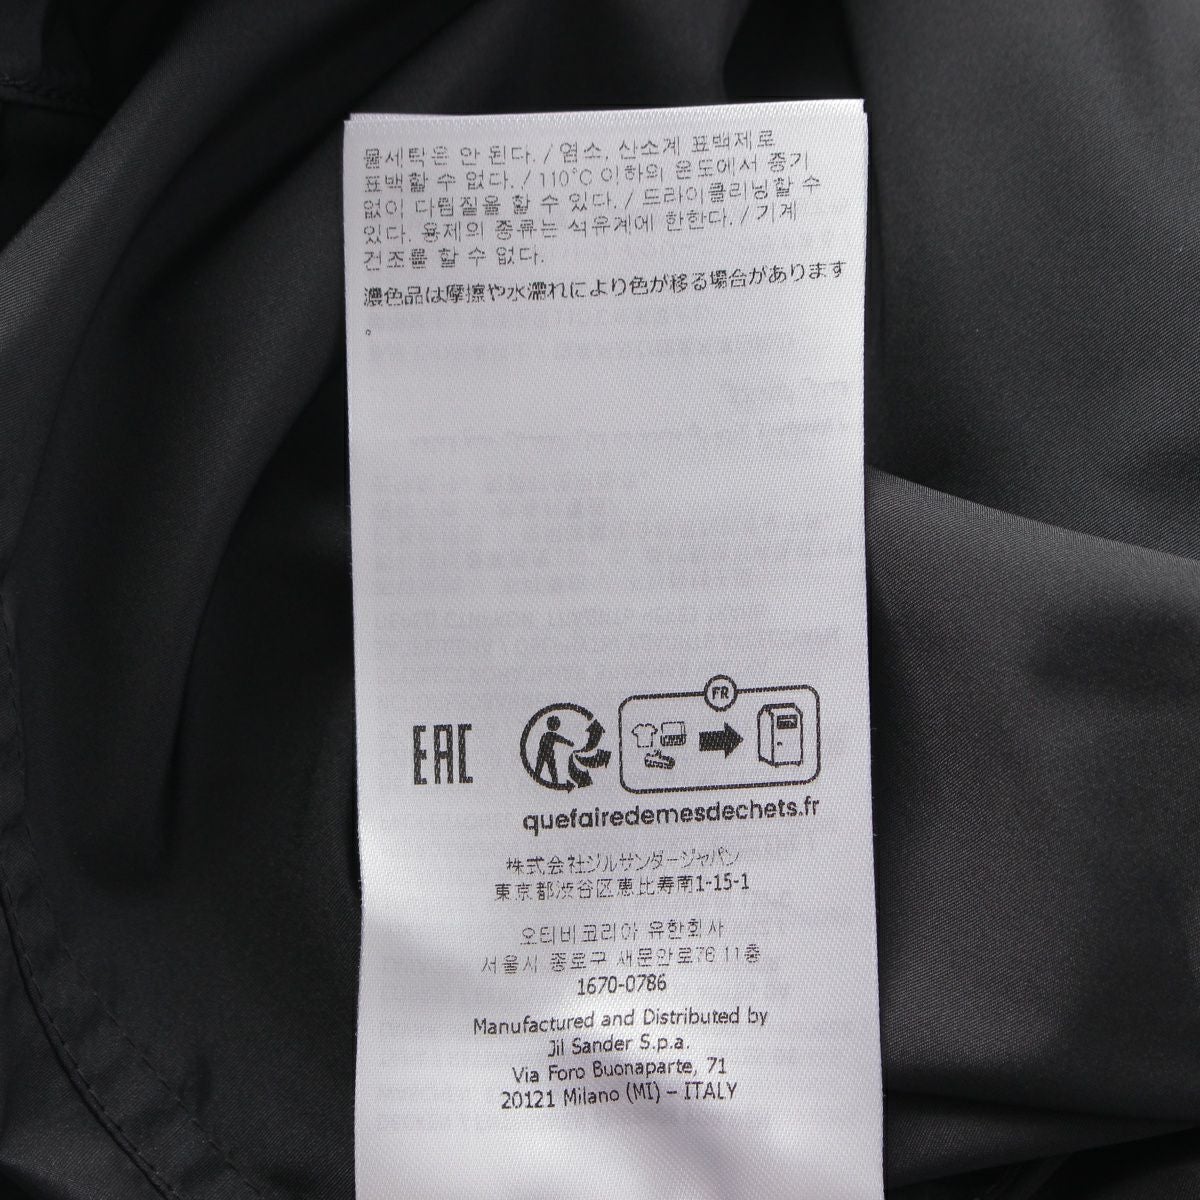 물세탁은 안 된다. / 염소, 산소계 표백제로
표백할 수 없다. / 110°C 이하의 온도에서 증기
없이 다림질을 할 수 있다. / 드라이클리닝할 수
있다. 용제의 종류는 석유계에 한한다. / 기계
건조를 할 수 없다.
濃色品は摩擦や水濡れにより色が移る場合があります
。
EAC
FR
quefairedemesdechets.fr
株式会社ジルサンダージャパン
東京都渋谷区恵比寿南1-15-1
오티비코리아 유한회사
서울시 종로구 새문안로76 11층
1670-0786
Manufactured and Distributed by
Jil Sander S.p.a.
Via Foro Buonaparte, 71
20121 Milano (MI) – ITALY